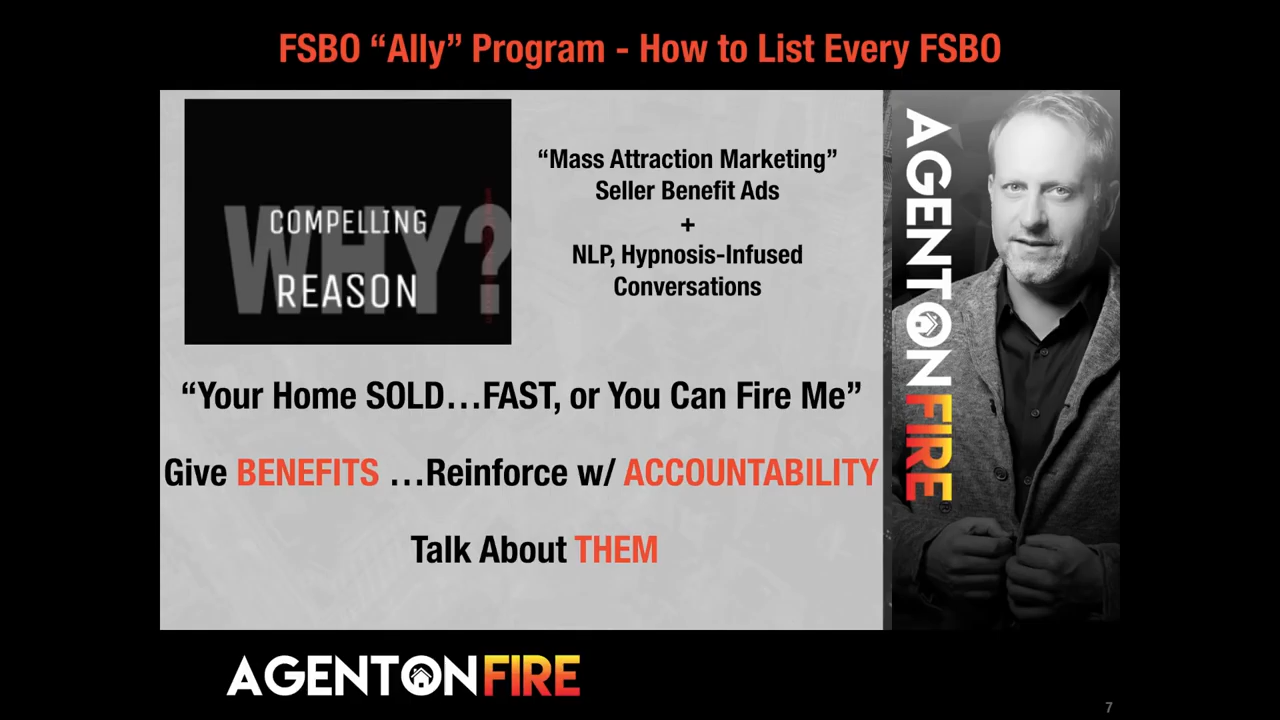 FSBO “Ally” Program - How to List Every FSBO
WHY?
COMPELLING
REASON
“Mass Attraction Marketing”
Seller Benefit Ads
+
NLP, Hypnosis-Infused
Conversations
“Your Home SOLD...FAST, or You Can Fire Me”
Give BENEFITS ...Reinforce w/ ACCOUNTABILITY
Talk About THEM
AGENTONFIRE®
AGENTONFIRE
7